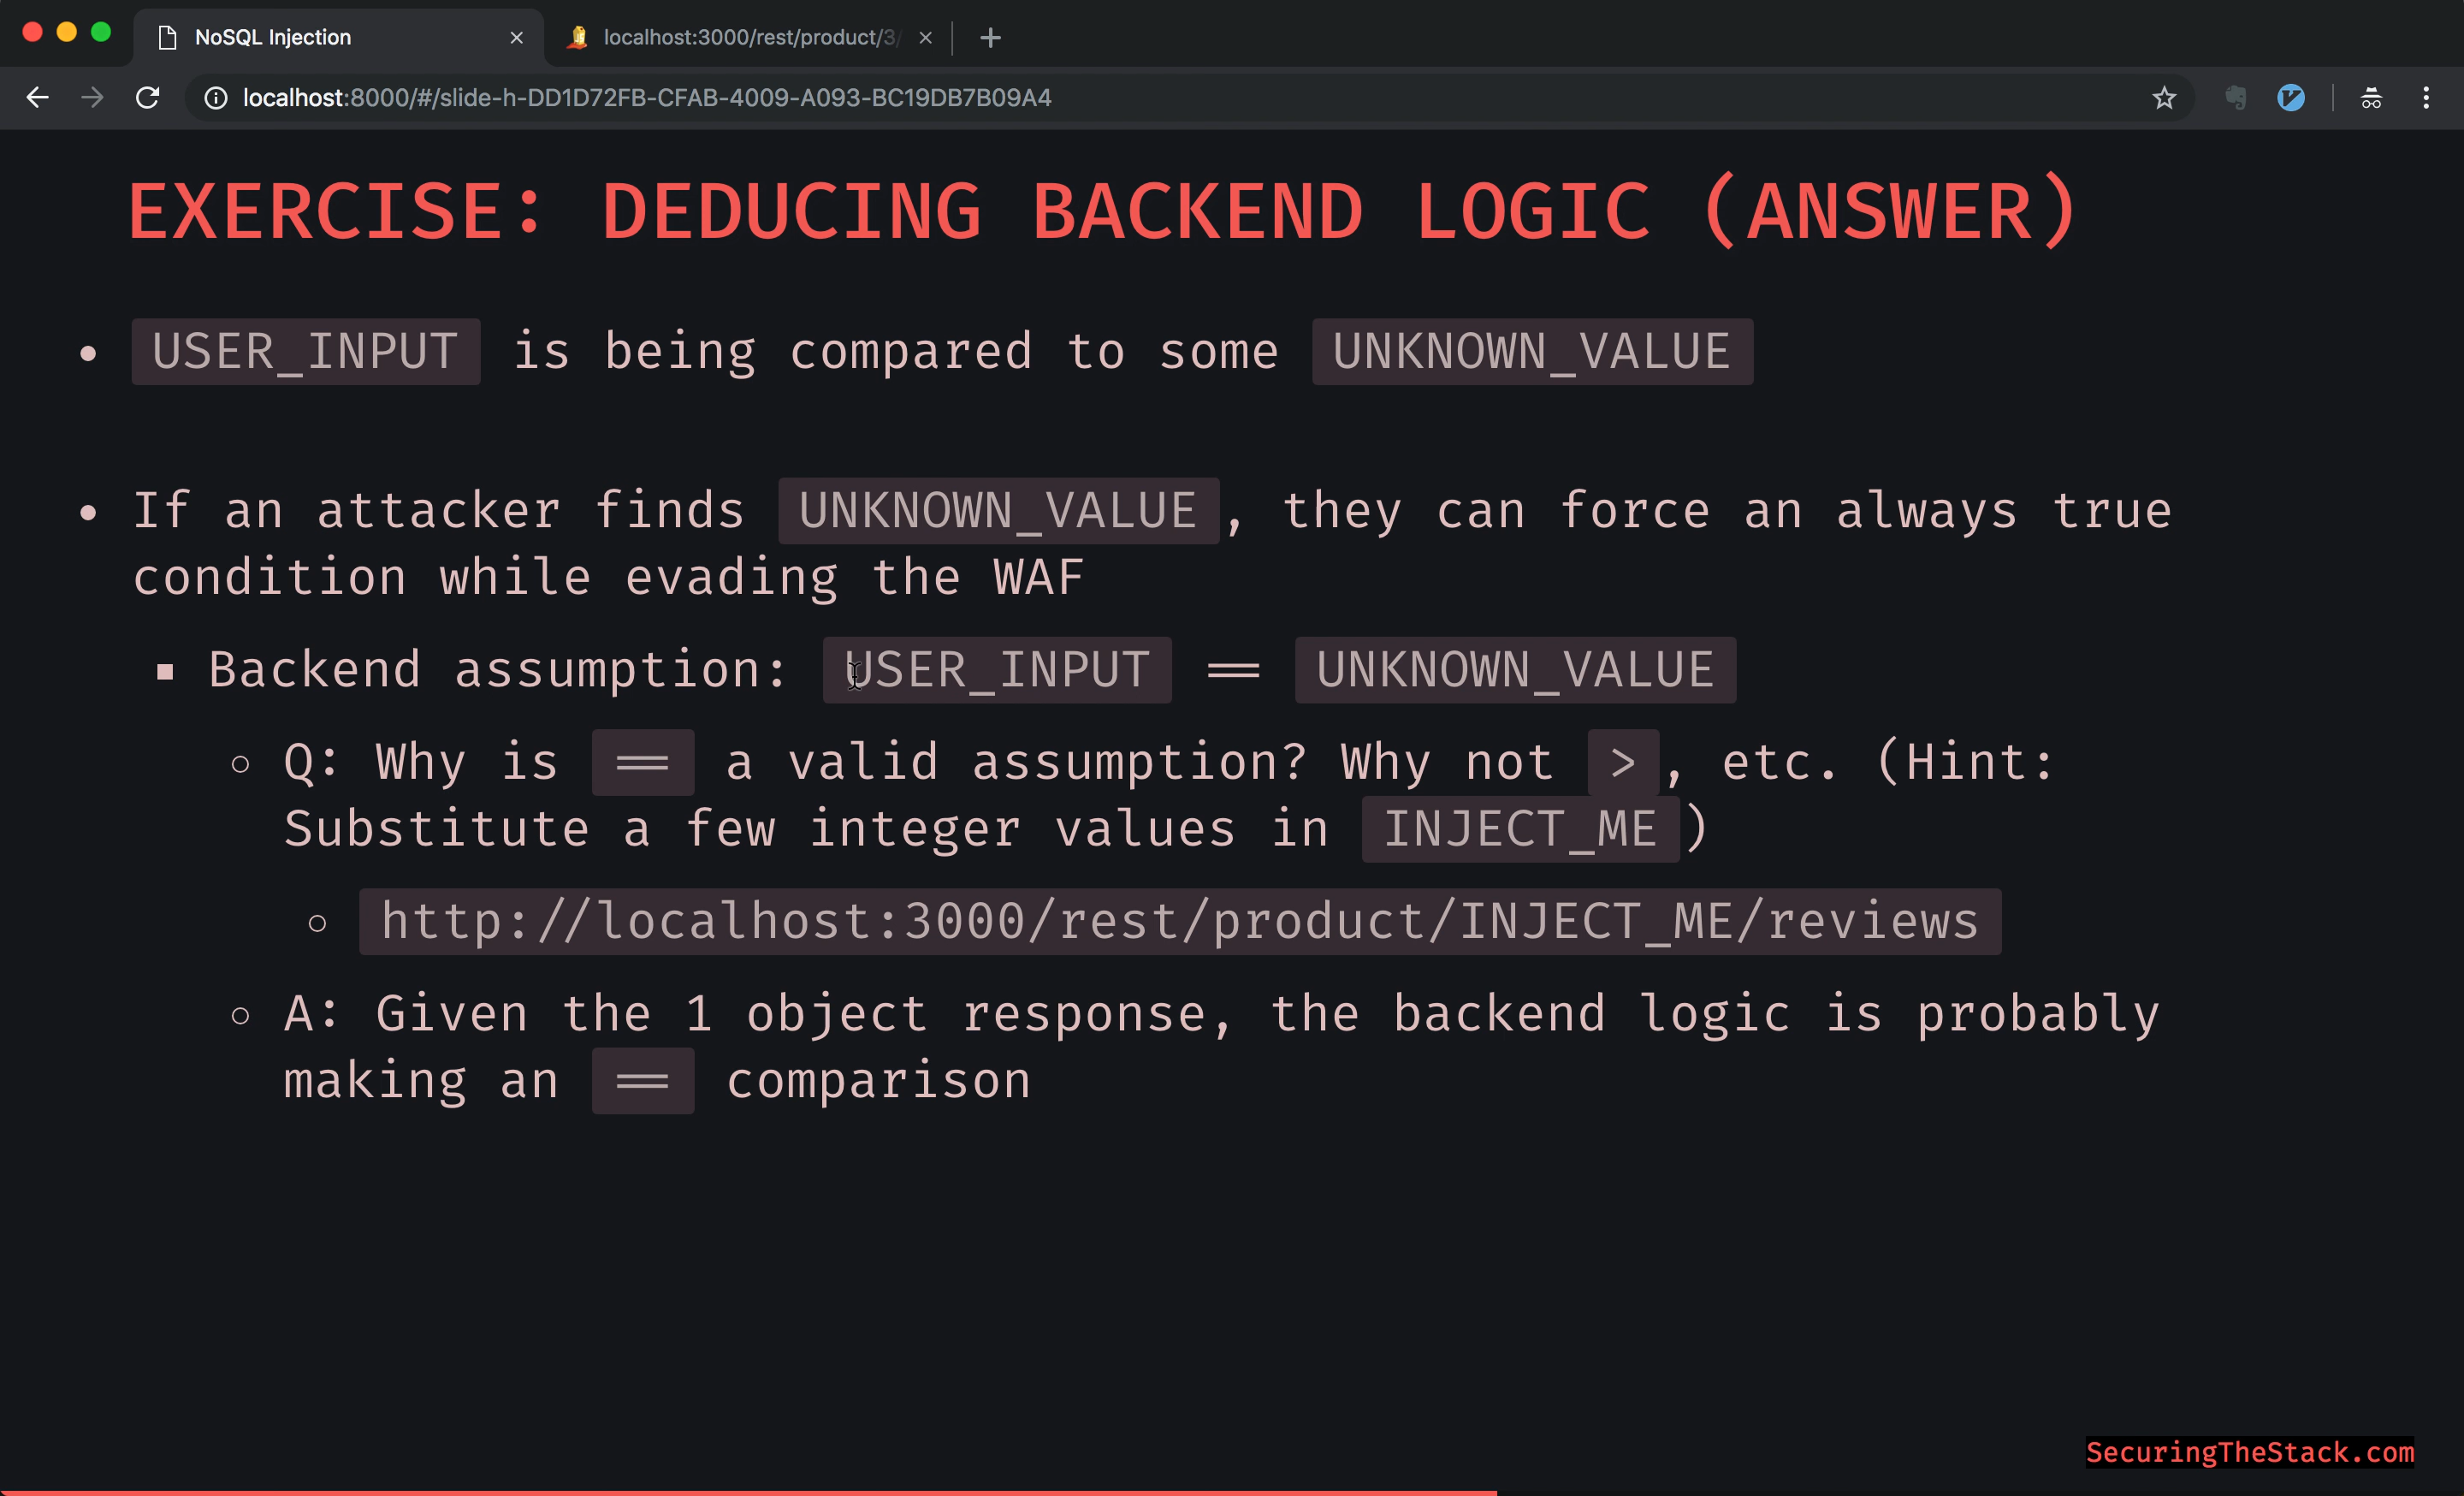 NoSQL Injection
localhost:3000/rest/product/3/
localhost:8000/#/slide-h-DD1D72FB-CFAB-4009-A093-BC19DB7B09A4
EXERCISE: DEDUCING BACKEND LOGIC (ANSWER)
• USER_INPUT is being compared to some UNKNOWN_VALUE
• If an attacker finds UNKNOWN_VALUE, they can force an always true
condition while evading the WAF
▪ Backend assumption: USER_INPUT == UNKNOWN_VALUE
○ Q: Why is == a valid assumption? Why not >, etc. (Hint:
Substitute a few integer values in INJECT_ME)
○ http://localhost:3000/rest/product/INJECT_ME/reviews
○ A: Given the 1 object response, the backend logic is probably
making an == comparison
SecuringTheStack.com